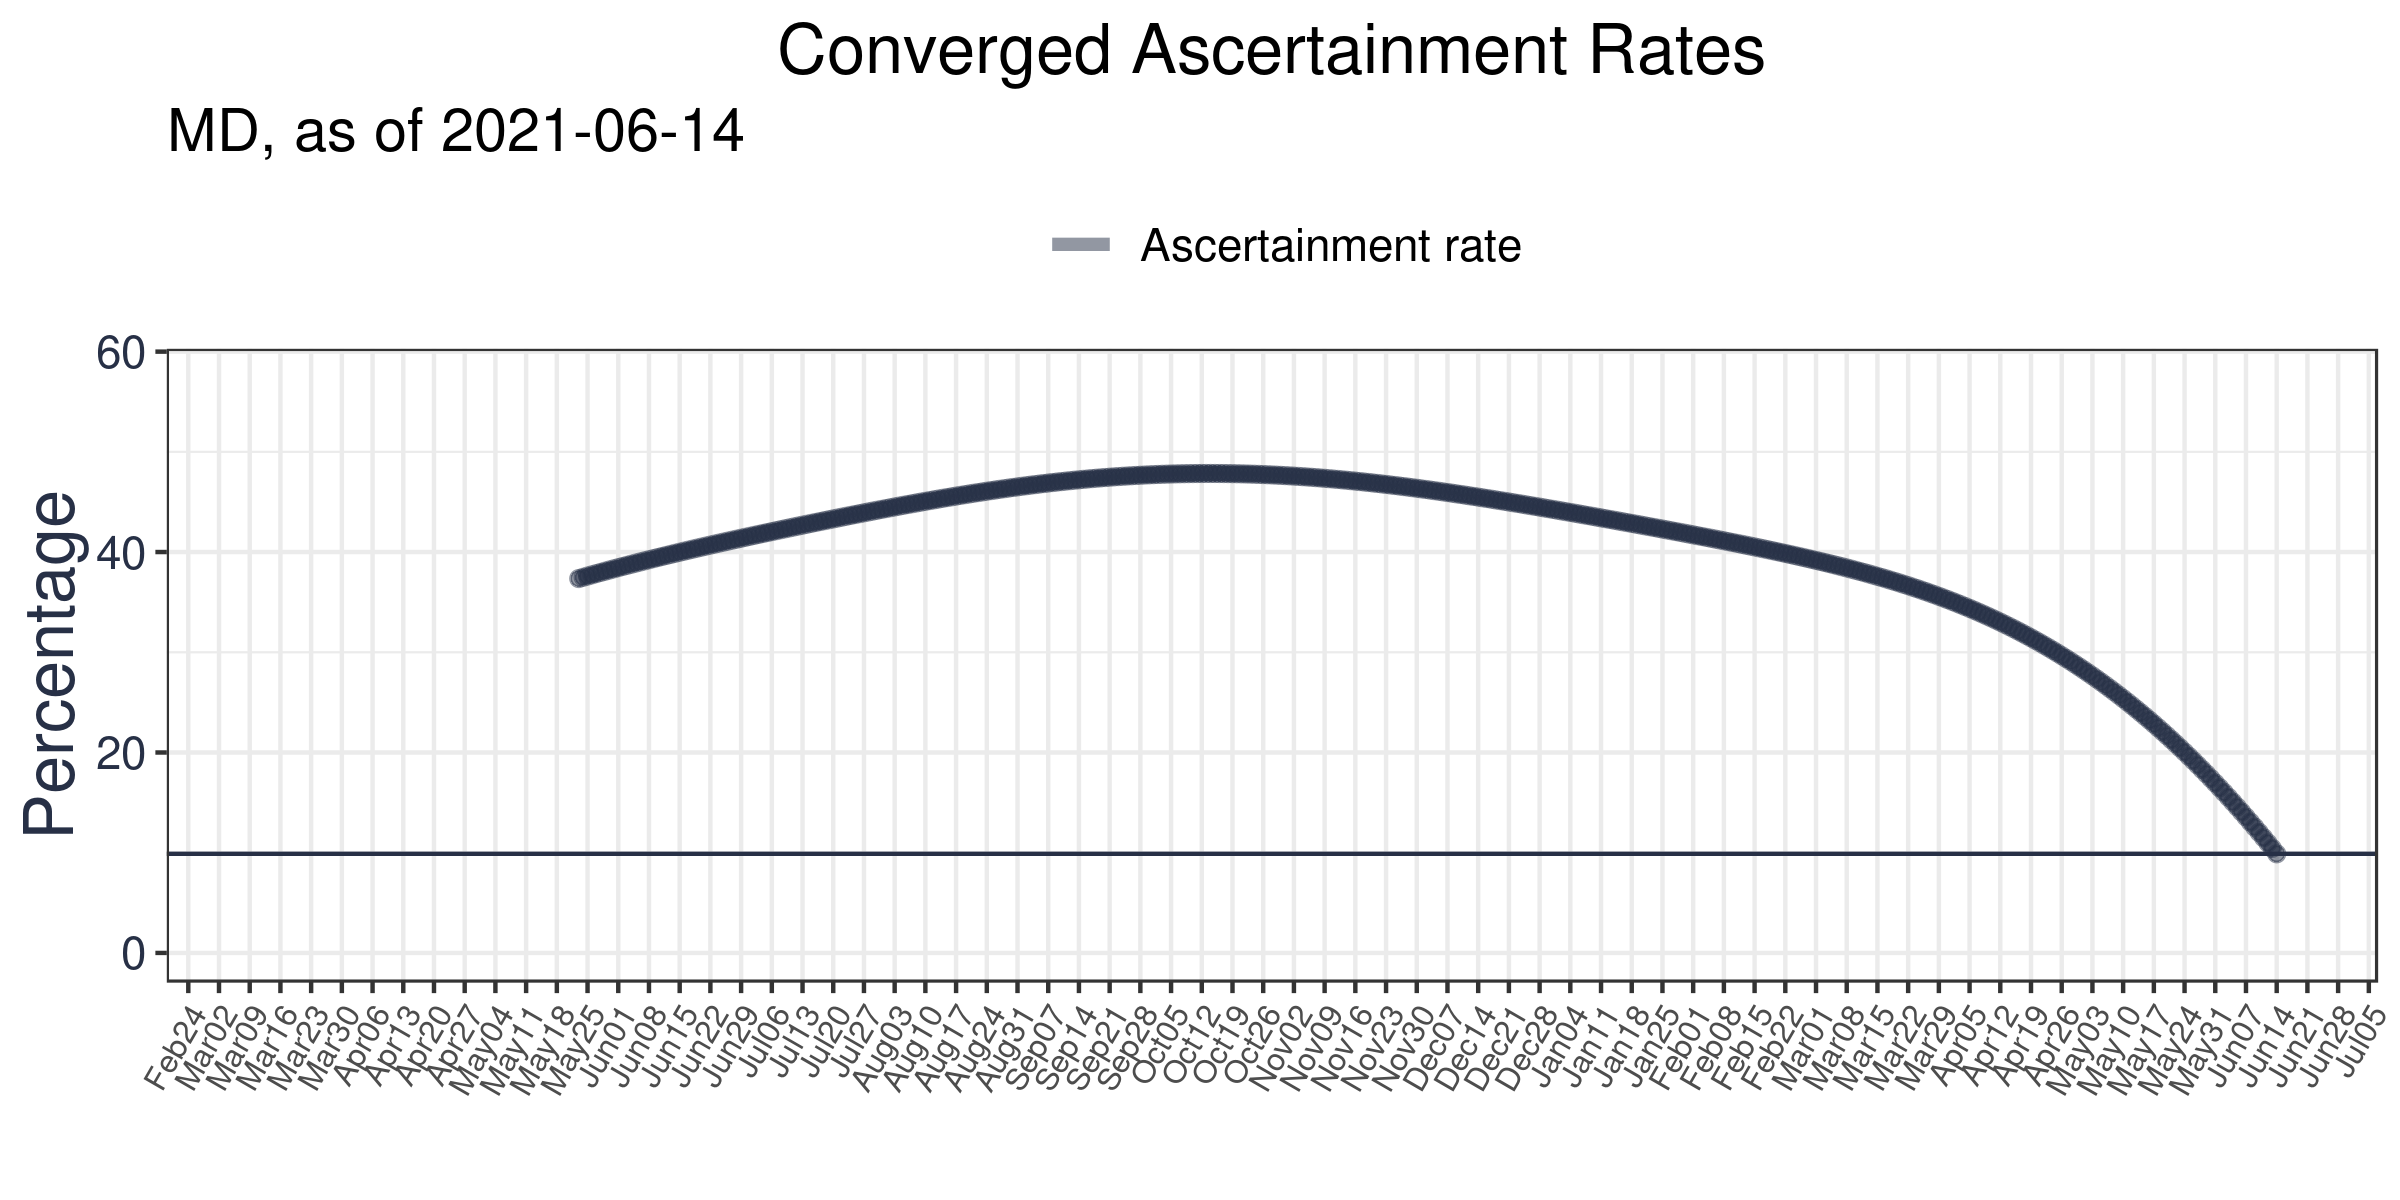 Converged Ascertainment Rates
MD, as of 2021-06-14
Ascertainment rate
Percentage
60
40
20
0
Feb24
Mar02
Mar09
Mar16
Mar23
Mar30
Apr06
Apr13
Apr20
Apr27
May04
May11
May18
May25
Jun01
Jun08
Jun15
Jun22
Jun29
Jul06
Jul13
Jul20
Jul27
Aug03
Aug10
Aug17
Aug24
Aug31
Sep07
Sep14
Sep21
Sep28
Oct05
Oct12
Oct19
Oct26
Nov02
Nov09
Nov16
Nov23
Nov30
Dec07
Dec14
Dec21
Dec28
Jan04
Jan11
Jan18
Jan25
Feb01
Feb08
Feb15
Feb22
Mar01
Mar08
Mar15
Mar22
Mar29
Apr05
Apr12
Apr19
Apr26
May03
May10
May17
May24
May31
Jun07
Jun14
Jun21
Jun28
Jul05